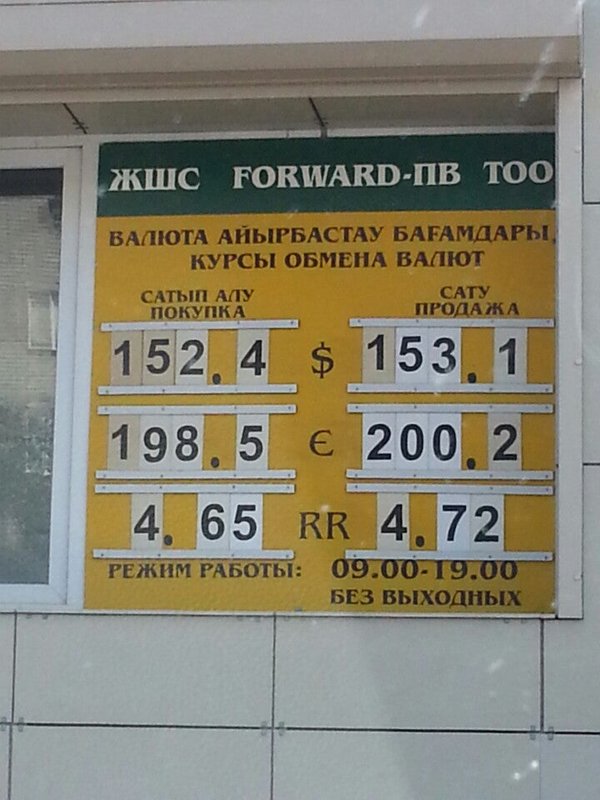 ЖШС FORWARD-ПВ ТОО
ВАЛЮТА АЙЫРБАСТАУ БАҒАМДАРЫ,
КУРСЫ ОБМЕНА ВАЛЮТ
САТЫП АЛУ САТУ
ПОКУПКА ПРОДАЖА
152.4 $ 153.1
198.5 € 200.2
4.65 RR 4.72
РЕЖИМ РАБОТЫ: 09.00-19.00
БЕЗ ВЫХОДНЫХ